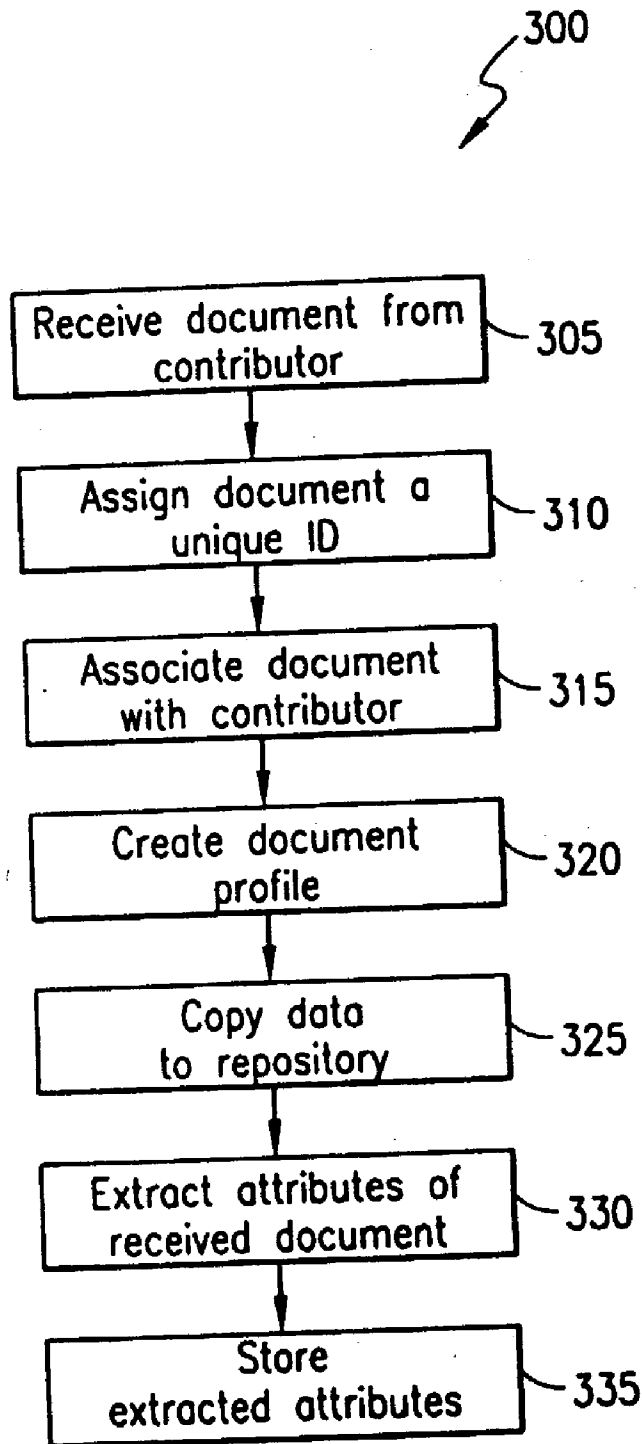 300
Receive document from
contributor
305
Assign document a
unique ID
310
Associate document
with contributor
315
Create document
profile
320
Copy data
to repository
325
Extract attributes of
received document
330
Store
extracted attributes
335